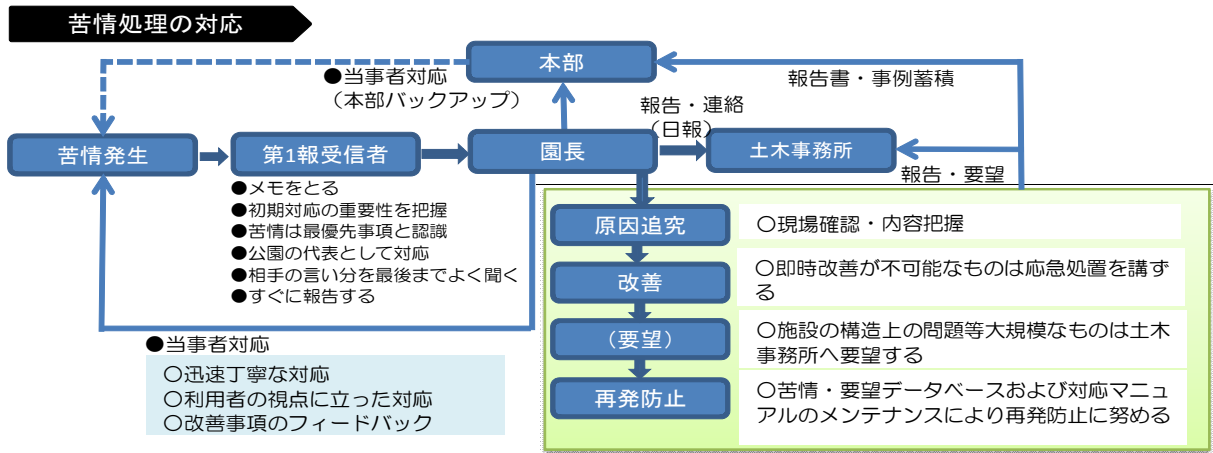 苦情処理の対応
本部
●当事者対応
（本部バックアップ）
報告書・事例蓄積
報告・連絡
（日報）
苦情発生
第1報受信者
園長
土木事務所
報告・要望
●メモをとる
●初期対応の重要性を把握
●苦情は最優先事項と認識
●公園の代表として対応
●相手の言い分を最後までよく聞く
●すぐに報告する
原因追究
〇現場確認・内容把握
改善
〇即時改善が不可能なものは応急処置を講ず
る
（要望）
〇施設の構造上の問題等大規模なものは土木
事務所へ要望する
再発防止
〇苦情・要望データベースおよび対応マニュ
アルのメンテナンスにより再発防止に努める
●当事者対応
〇迅速丁寧な対応
〇利用者の視点に立った対応
〇改善事項のフィードバック